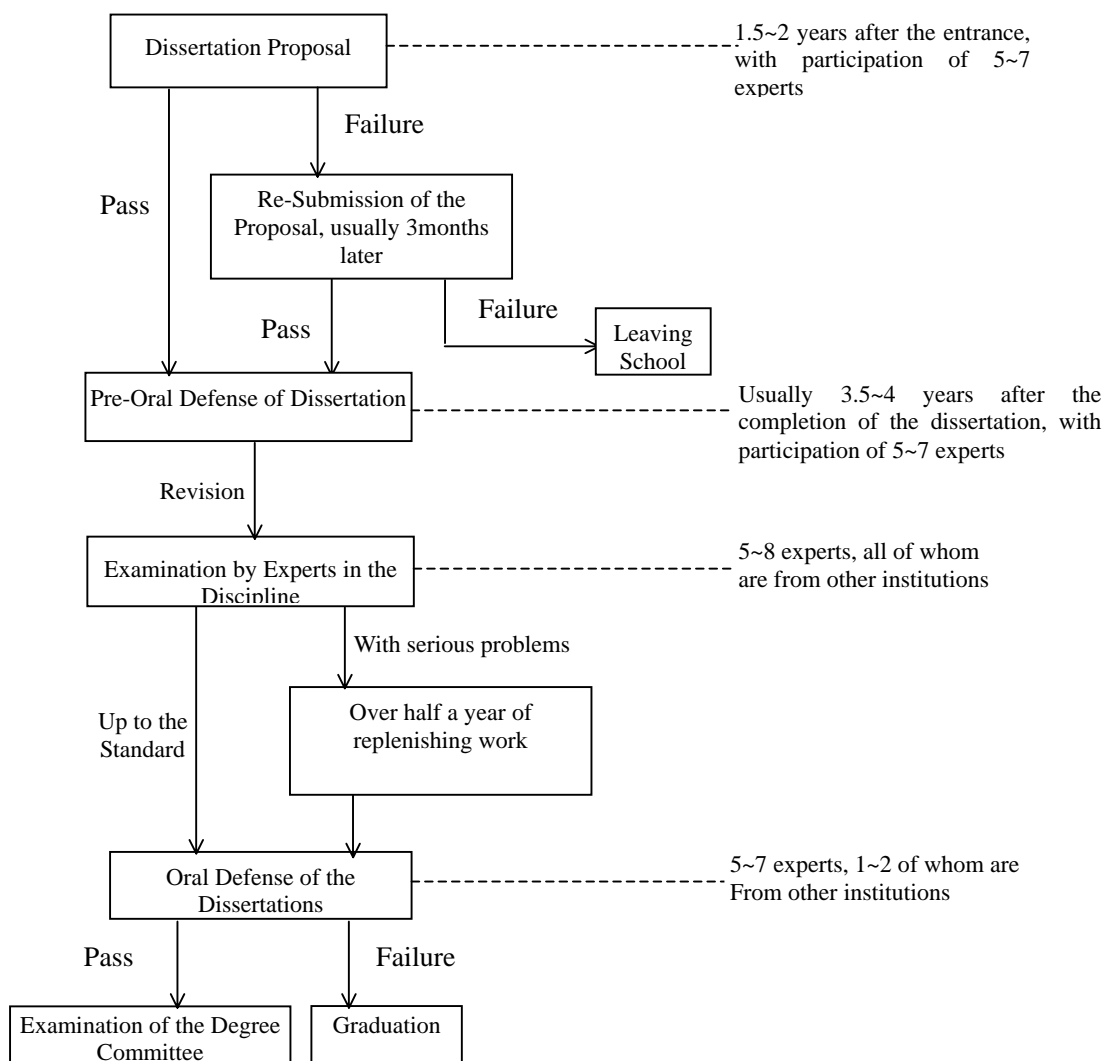 Dissertation Proposal
1.5~2 years after the entrance,
with participation of 5~7
experts
Failure
Pass
Re-Submission of the
Proposal, usually 3months
later
Failure
Pass
Leaving
School
Pre-Oral Defense of Dissertation
Usually 3.5~4 years after the
completion of the dissertation, with
participation of 5~7 experts
Revision
Examination by Experts in the
Discipline
5~8 experts, all of whom
are from other institutions
With serious problems
Up to the
Standard
Over half a year of
replenishing work
Oral Defense of the
Dissertations
5~7 experts, 1~2 of whom are
From other institutions
Pass
Failure
Examination of the Degree
Committee
Graduation